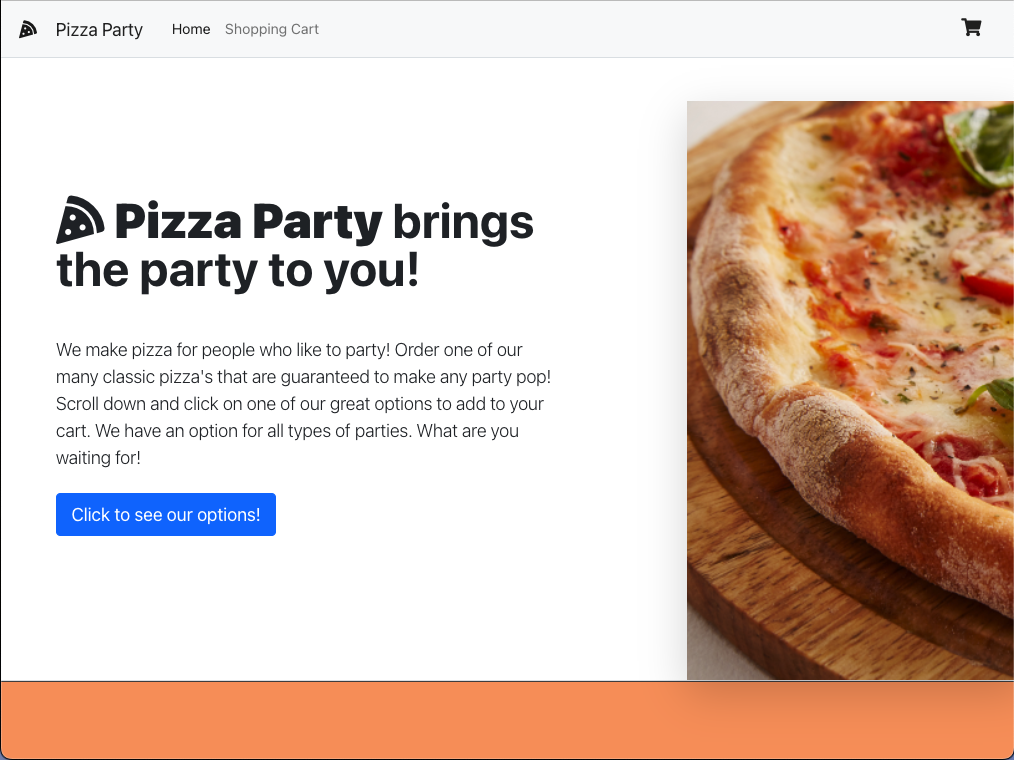 Pizza Party Home Shopping Cart
Pizza Party brings
the party to you!
We make pizza for people who like to party! Order one of our
many classic pizza's that are guaranteed to make any party pop!
Scroll down and click on one of our great options to add to your
cart. We have an option for all types of parties. What are you
waiting for!
Click to see our options!